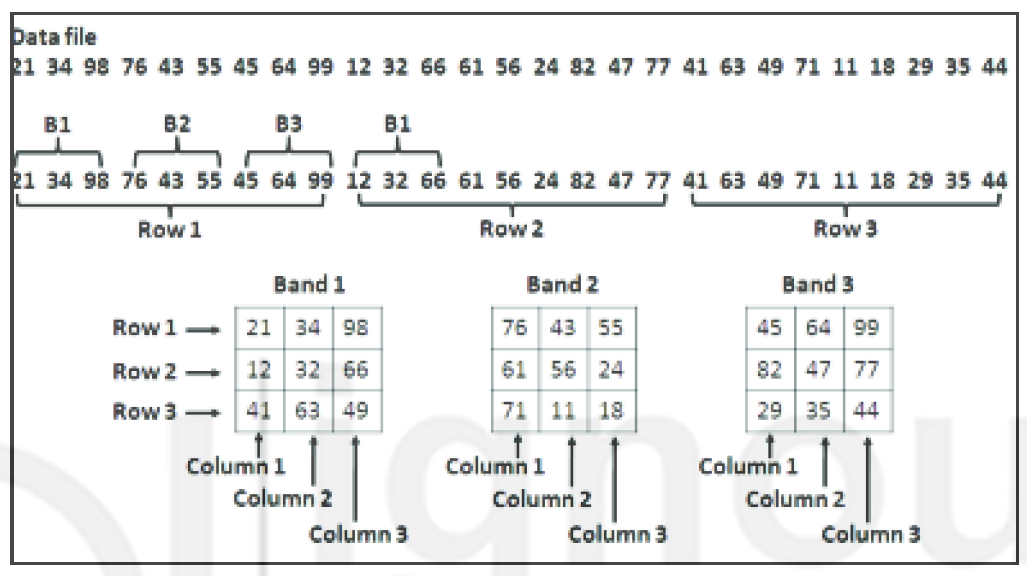 Data file
21 34 98 76 43 55 45 64 99 12 32 66 61 56 24 82 47 77 41 63 49 71 11 18 29 35 44
B1 B2 B3 B1
21 34 98 76 43 55 45 64 99 12 32 66 61 56 24 82 47 77 41 63 49 71 11 18 29 35 44
Row 1 Row 2 Row 3
Band 1 Band 2 Band 3
Row 1 21 34 98 76 43 55 45 64 99
Row 2 12 32 66 61 56 24 82 47 77
Row 3 41 63 49 71 11 18 29 35 44
Column 1 Column 1 Column 1
Column 2 Column 2 Column 2
Column 3 Column 3 Column 3
ignou